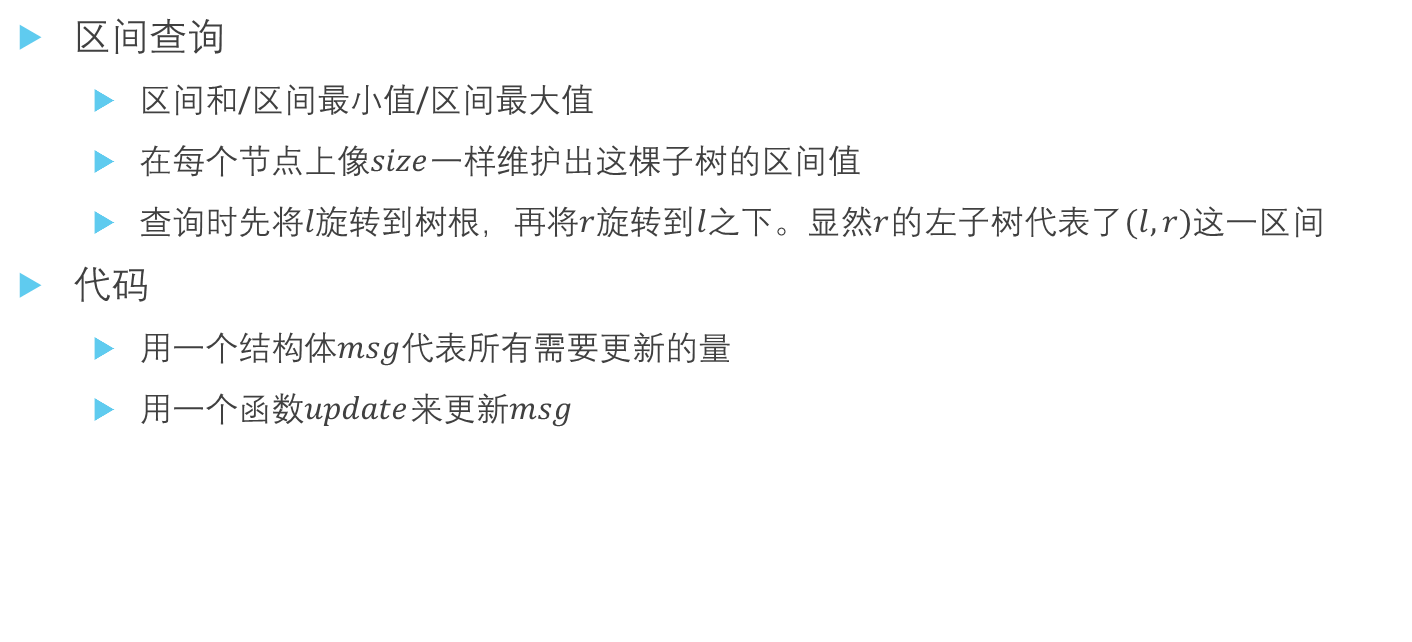 区间查询
区间和/区间最小值/区间最大值
在每个节点上像size一样维护出这棵子树的区间值
查询时先将l旋转到树根，再将r旋转到l之下。显然r的左子树代表了(l,r)这一区间
代码
用一个结构体msg代表所有需要更新的量
用一个函数update来更新msg